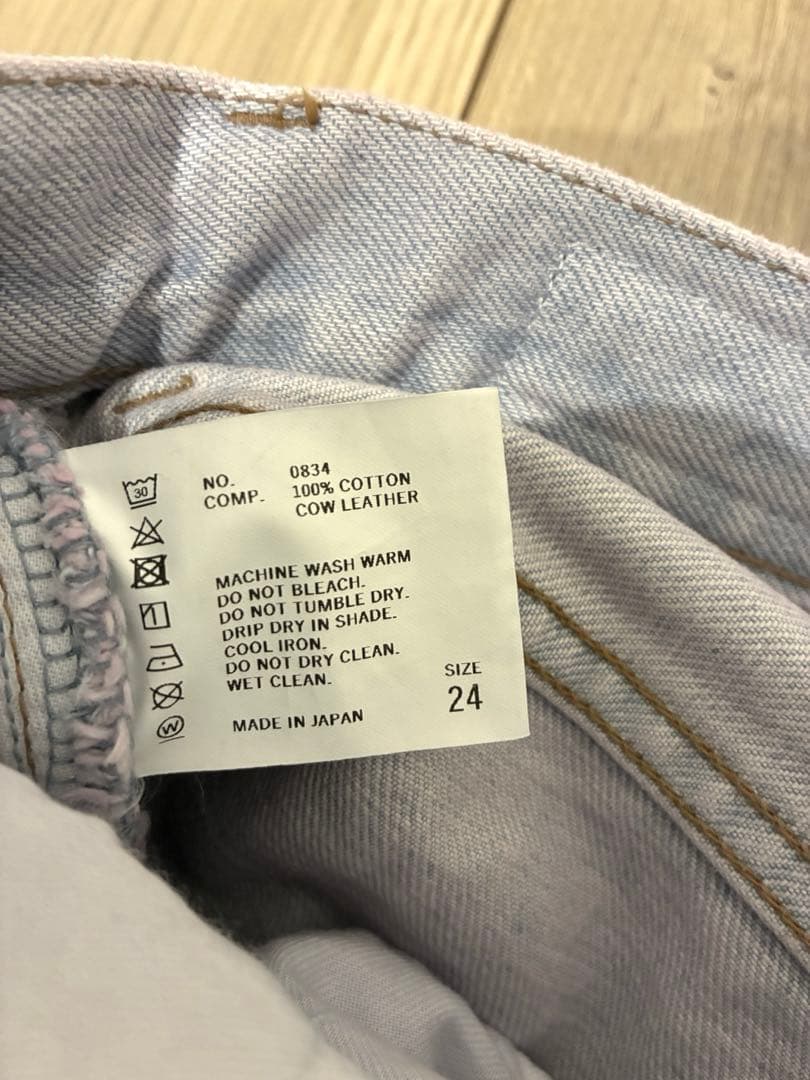 NO. 0834
COMP. 100% COTTON
COW LEATHER
30
MACHINE WASH WARM
DO NOT BLEACH.
DO NOT TUMBLE DRY.
DRIP DRY IN SHADE.
COOL IRON.
DO NOT DRY CLEAN.
WET CLEAN.
W
MADE IN JAPAN
SIZE
24